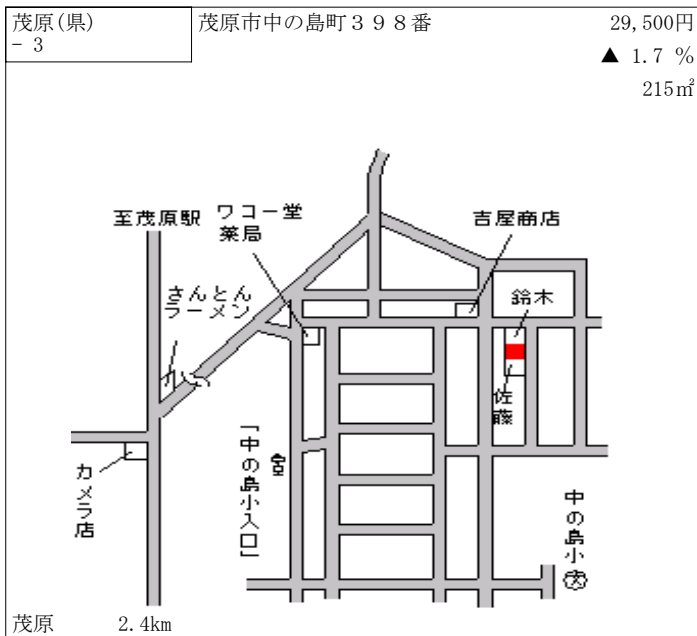 茂原(県)
- 3
茂原市中の島町３９８番
29,500円
▲ 1.7 %
215㎡
至茂原駅
ワコー堂
薬局
吉屋商店
さんとん
ラーメン
鈴木
佐藤
カメラ店
「中の島小入口」
中の島小
文
茂原 2.4km